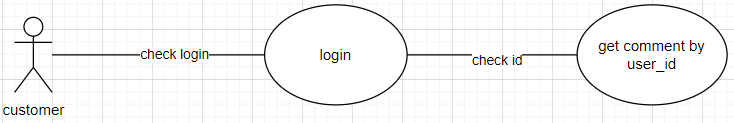 check login
login
check id
get comment by
user_id
customer